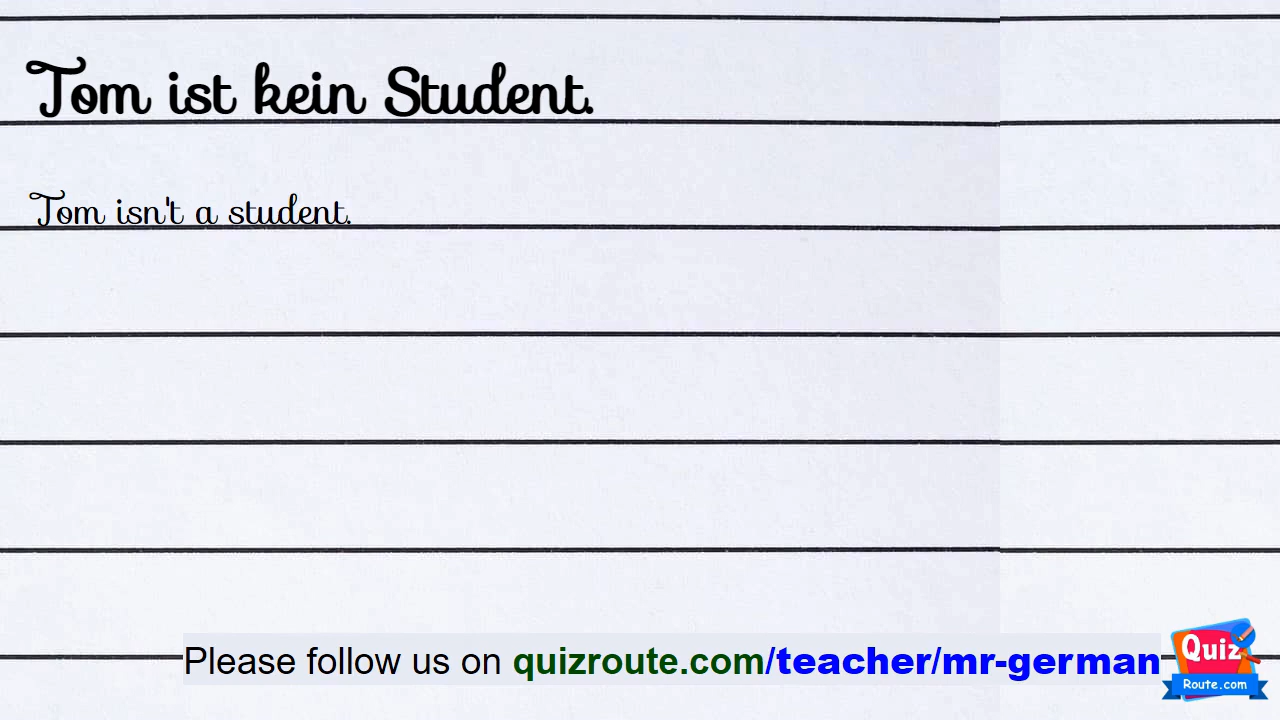 Tom ist kein Student.
Tom isn't a student.
Please follow us on quizroute.com/teacher/mr-german
Quiz
Route.com